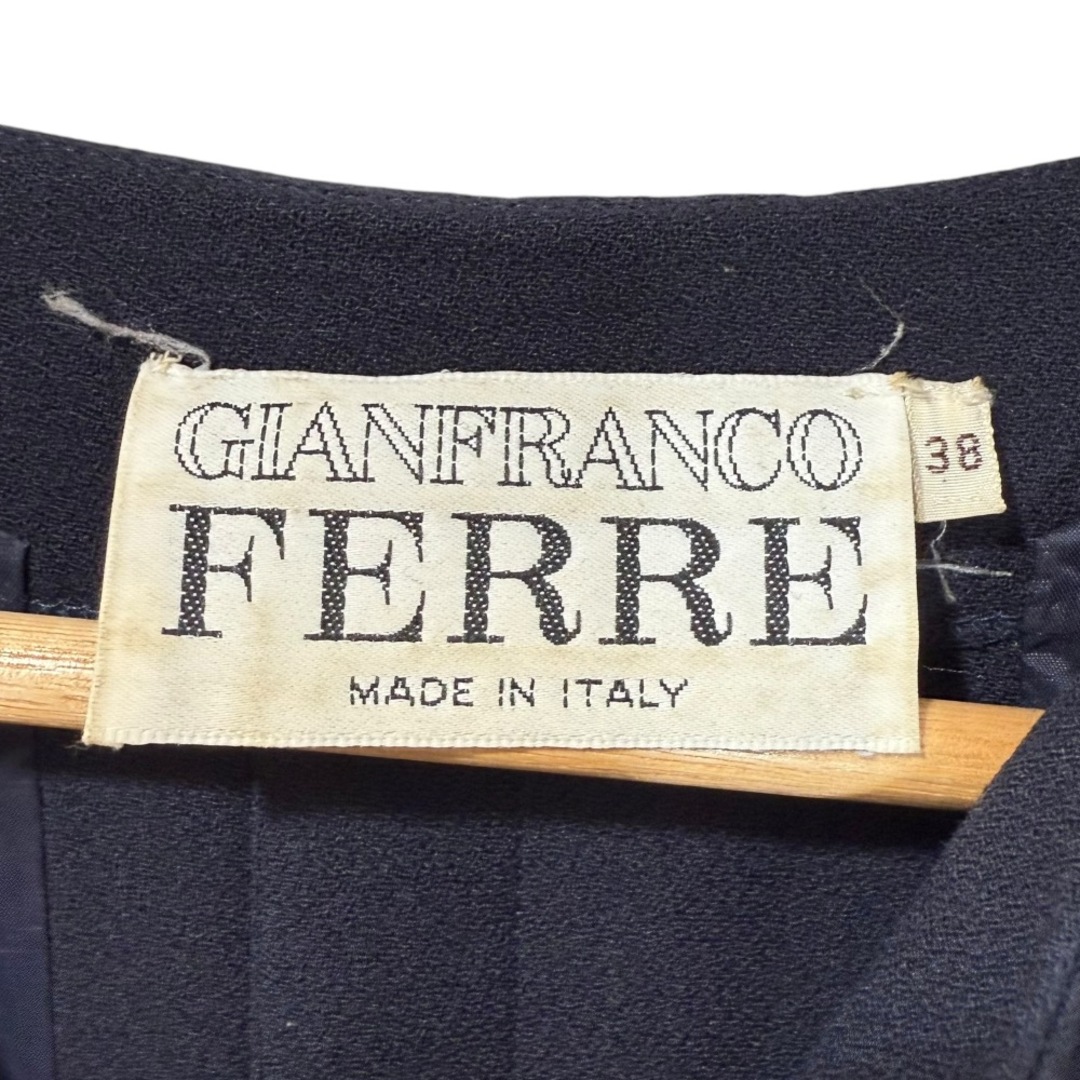 GIANFRANCO
FERRE
MADE IN ITALY
38